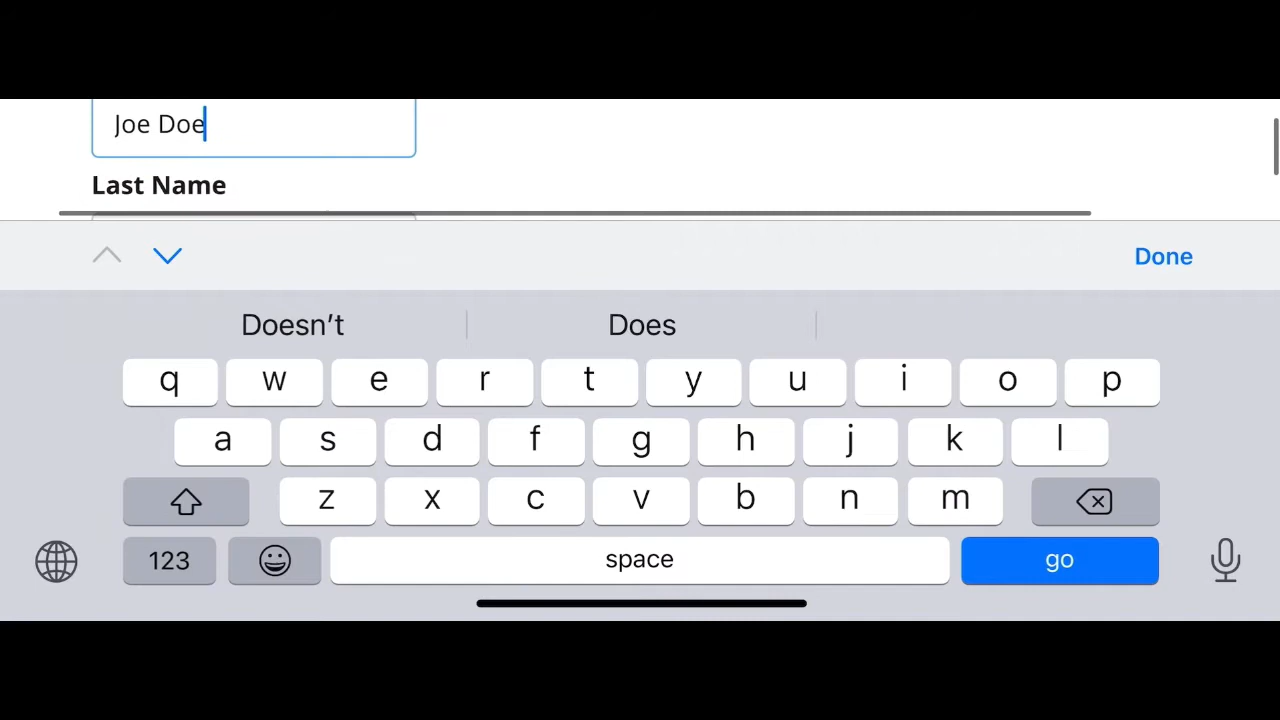 Joe Doe
Last Name
Done
Doesn’t Does
q w e r t y u i o p
a s d f g h j k l
z x c v b n m
123 space go